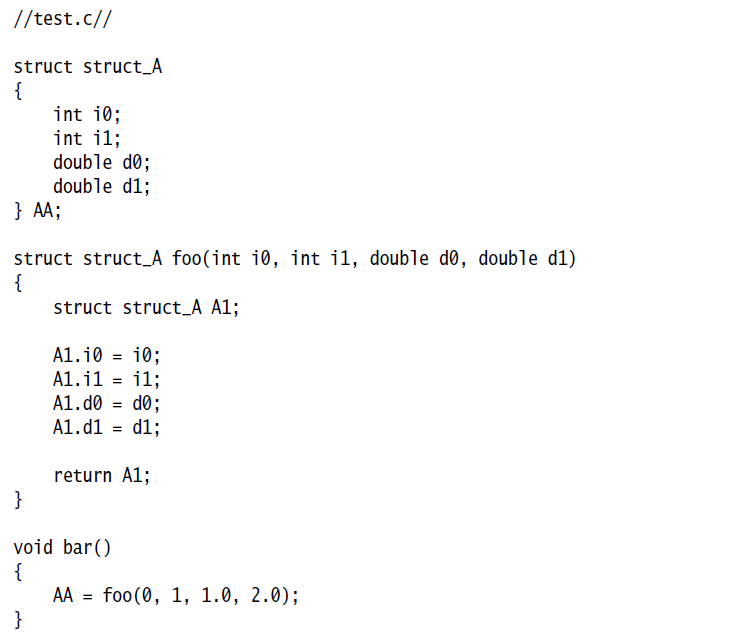 //test.c//
struct struct_A
{
    int i0;
    int i1;
    double d0;
    double d1;
} AA;
struct struct_A foo(int i0, int i1, double d0, double d1)
{
    struct struct_A A1;
    A1.i0 = i0;
    A1.i1 = i1;
    A1.d0 = d0;
    A1.d1 = d1;
    return A1;
}
void bar()
{
    AA = foo(0, 1, 1.0, 2.0);
}